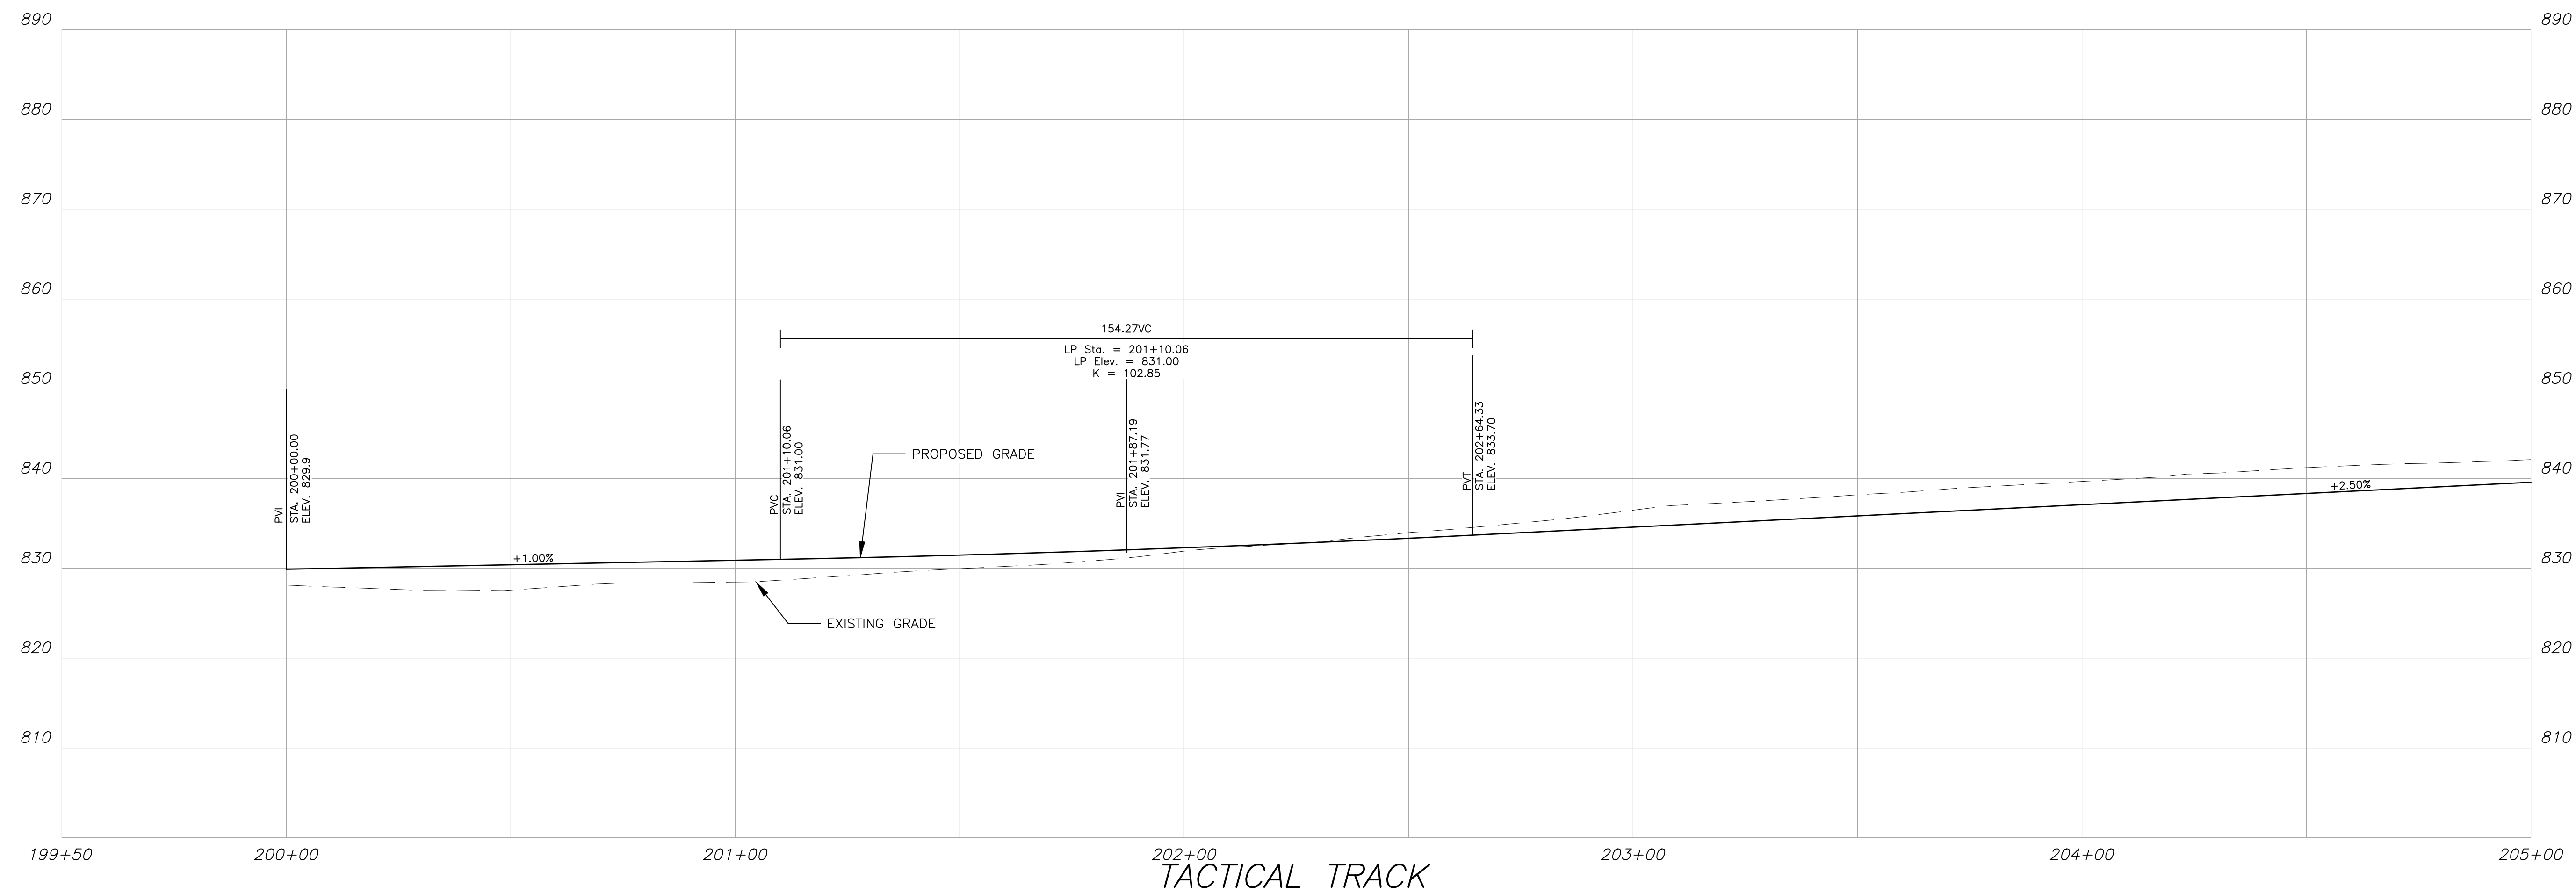 890 890
880 880
870 870
860 860
154.27VC
LP Sta. = 201+10.06
LP Elev. = 831.00
K = 102.85
850 850
PVI
STA. 200+00.00
ELEV. 829.9
PVC
STA. 201+10.06
ELEV. 831.00
PROPOSED GRADE
PVI
STA. 201+87.19
ELEV. 831.77
PVT
STA. 202+64.33
ELEV. 833.70
840 840
+2.50%
830 830
+1.00%
EXISTING GRADE
820 820
810 810
199+50 200+00 201+00 202+00 203+00 204+00 205+00
TACTICAL TRACK